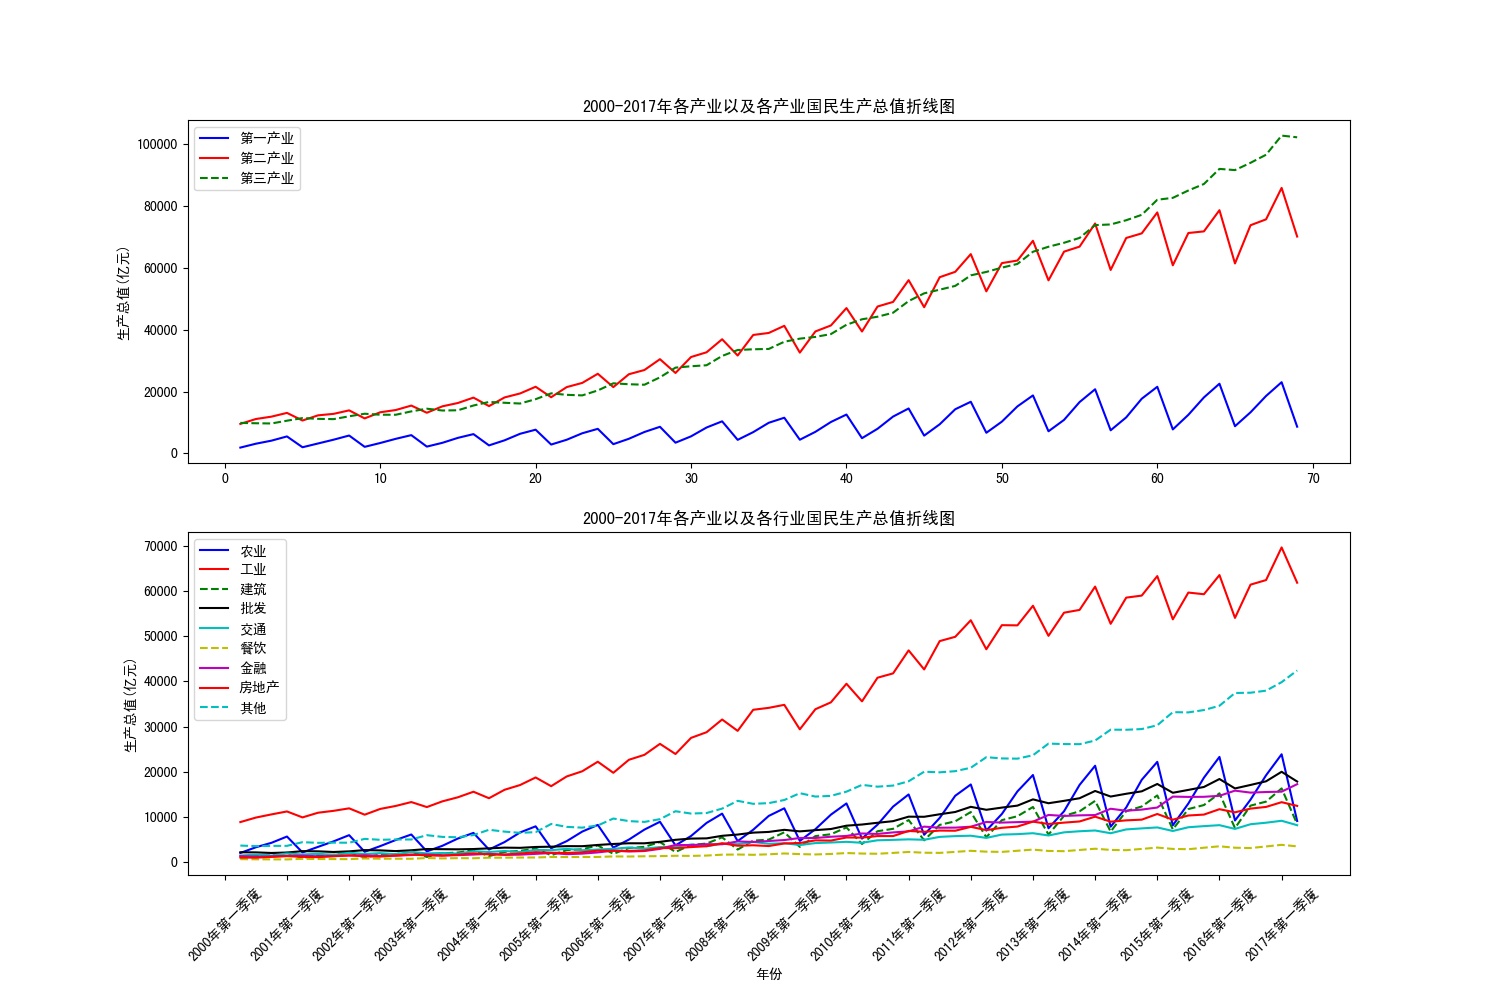 2000-2017年各产业以及各产业国民生产总值折线图
第一产业
第二产业
第三产业
生产总值(亿元)
100000
80000
60000
40000
20000
0
0 10 20 30 40 50 60 70
2000-2017年各产业以及各行业国民生产总值折线图
农业
工业
建筑
批发
交通
餐饮
金融
房地产
其他
生产总值(亿元)
70000
60000
50000
40000
30000
20000
10000
0
2000年第一季度
2001年第一季度
2002年第一季度
2003年第一季度
2004年第一季度
2005年第一季度
2006年第一季度
2007年第一季度
2008年第一季度
2009年第一季度
2010年第一季度
2011年第一季度
2012年第一季度
2013年第一季度
2014年第一季度
2015年第一季度
2016年第一季度
2017年第一季度
年份